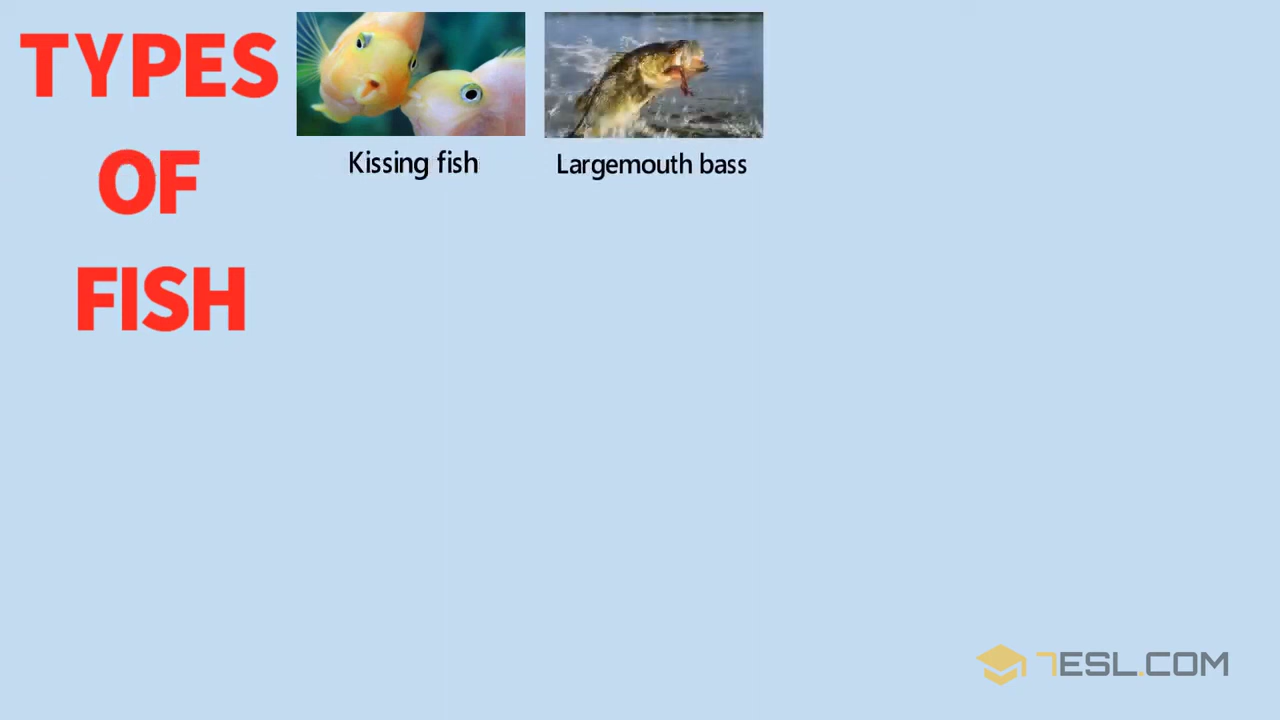 TYPES
OF
FISH
Kissing fish
Largemouth bass
7ESL.COM